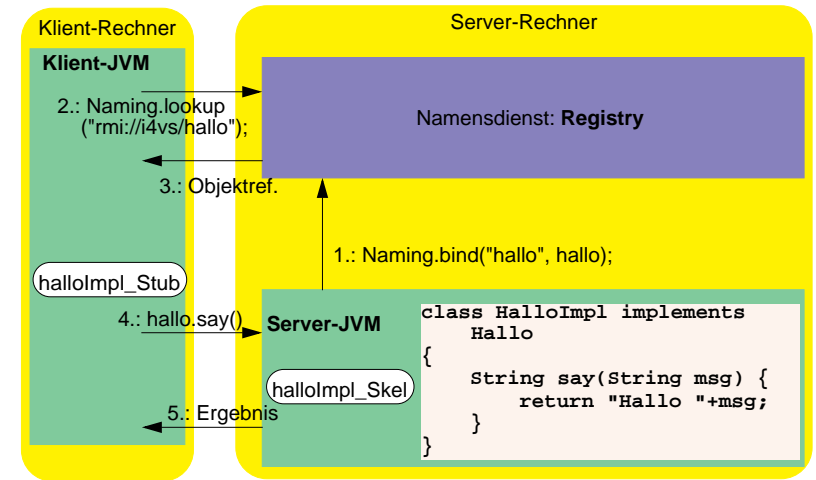 Klient-Rechner
Server-Rechner
Klient-JVM
2.: Naming.lookup
("rmi://i4vs/hallo");
Namensdienst: Registry
3.: Objektref.
1.: Naming.bind("hallo", hallo);
halloImpl_Stub
4.: hallo.say()
Server-JVM
halloImpl_Skel
5.: Ergebnis
class HalloImpl implements
Hallo
{
String say(String msg) {
return "Hallo "+msg;
}
}